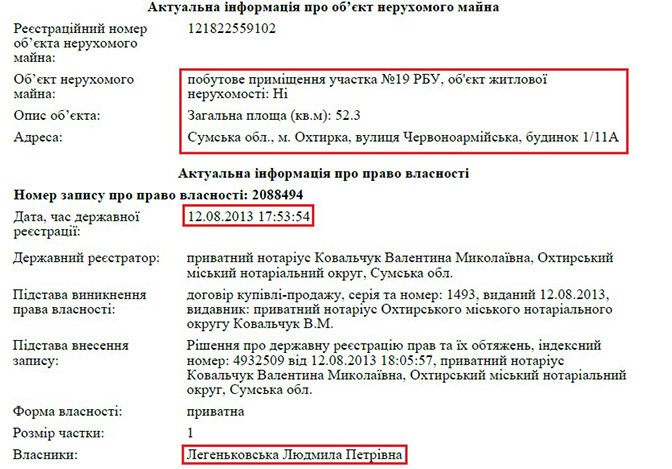 Актуальна інформація про об’єкт нерухомого майна
Реєстраційний номер об’єкта нерухомого майна: 121822559102
Об’єкт нерухомого майна: побутове приміщення участка №19 РБУ, об'єкт житлової нерухомості: Ні
Опис об’єкта: Загальна площа (кв.м): 52.3
Адреса: Сумська обл., м. Охтирка, вулиця Червоноармійська, будинок 1/11А
Актуальна інформація про право власності
Номер запису про право власності: 2088494
Дата, час державної реєстрації: 12.08.2013 17:53:54
Державний реєстратор: приватний нотаріус Ковальчук Валентина Миколаївна, Охтирський міський нотаріальний округ, Сумська обл.
Підстава виникнення права власності: договір купівлі-продажу, серія та номер: 1493, виданий 12.08.2013, видавник: приватний нотаріус Охтирського міського нотаріального округу Ковальчук В.М.
Підстава внесення запису: Рішення про державну реєстрацію прав та їх обтяжень, індексний номер: 4932509 від 12.08.2013 18:05:57, приватний нотаріус Ковальчук Валентина Миколаївна, Охтирський міський нотаріальний округ, Сумська обл.
Форма власності: приватна
Розмір частки: 1
Власники: Легеньковська Людмила Петрівна